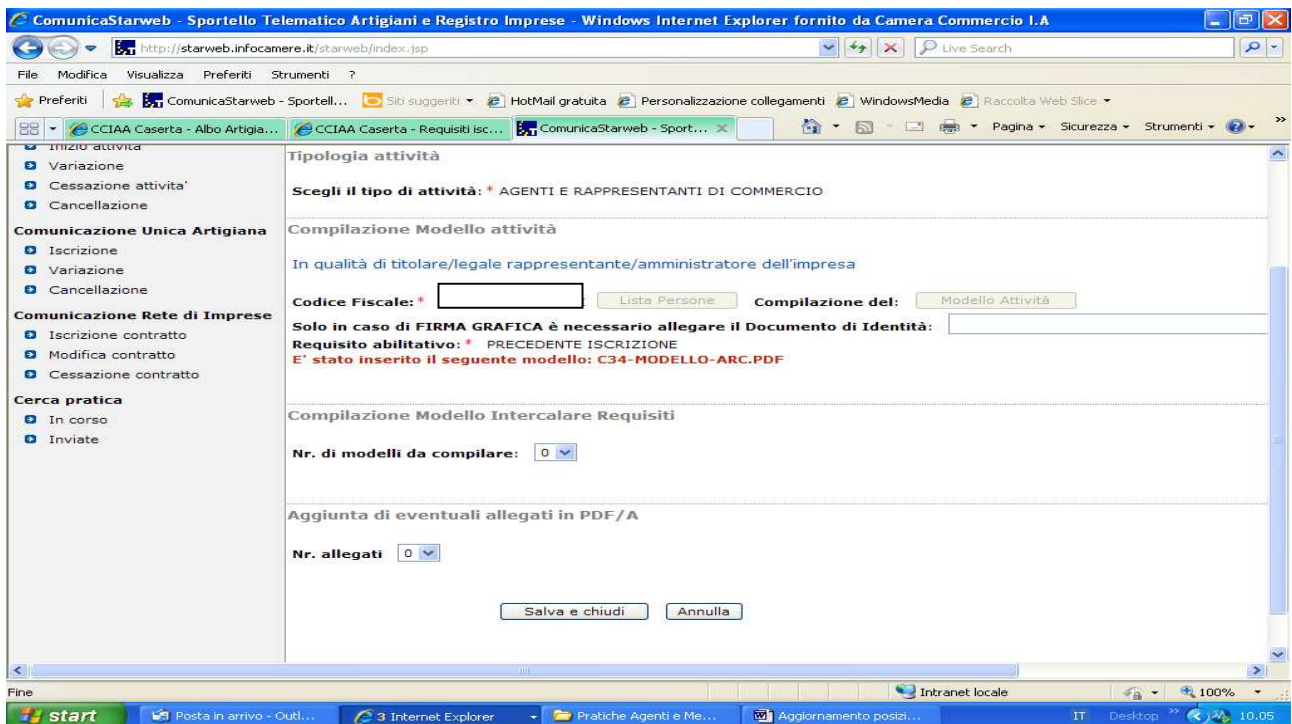 ComunicaStarweb - Sportello Telematico Artigiani e Registro Imprese - Windows Internet Explorer fornito da Camera Commercio I.A
http://starweb.infocamere.it/starweb/index.jsp
Live Search
File Modifica Visualizza Preferiti Strumenti ?
Preferiti ComunicaStarweb - Sportell... Siti suggeriti HotMail gratuita Personalizzazione collegamenti WindowsMedia Raccolta Web Slice
CCIAA Caserta - Albo Artigia... CCIAA Caserta - Requisiti isc... ComunicaStarweb - Sport... Pagina Sicurezza Strumenti »
Inizio attivita
Variazione
Cessazione attivita'
Cancellazione
Comunicazione Unica Artigiana
Iscrizione
Variazione
Cancellazione
Comunicazione Rete di Imprese
Iscrizione contratto
Modifica contratto
Cessazione contratto
Cerca pratica
In corso
Inviate
Tipologia attività
Scegli il tipo di attività: * AGENTI E RAPPRESENTANTI DI COMMERCIO
Compilazione Modello attività
In qualità di titolare/legale rappresentante/amministratore dell'impresa
Codice Fiscale: * Lista Persone Compilazione del: Modello Attività
Solo in caso di FIRMA GRAFICA è necessario allegare il Documento di Identità:
Requisito abilitativo: * PRECEDENTE ISCRIZIONE
E' stato inserito il seguente modello: C34-MODELLO-ARC.PDF
Compilazione Modello Intercalare Requisiti
Nr. di modelli da compilare: 0
Aggiunta di eventuali allegati in PDF/A
Nr. allegati 0
Salva e chiudi Annulla
Fine Intranet locale 100%
start Posta in arrivo - Outl... 3 Internet Explorer Pratiche Agenti e Me... Aggiornamento posizi... IT Desktop » 10.05